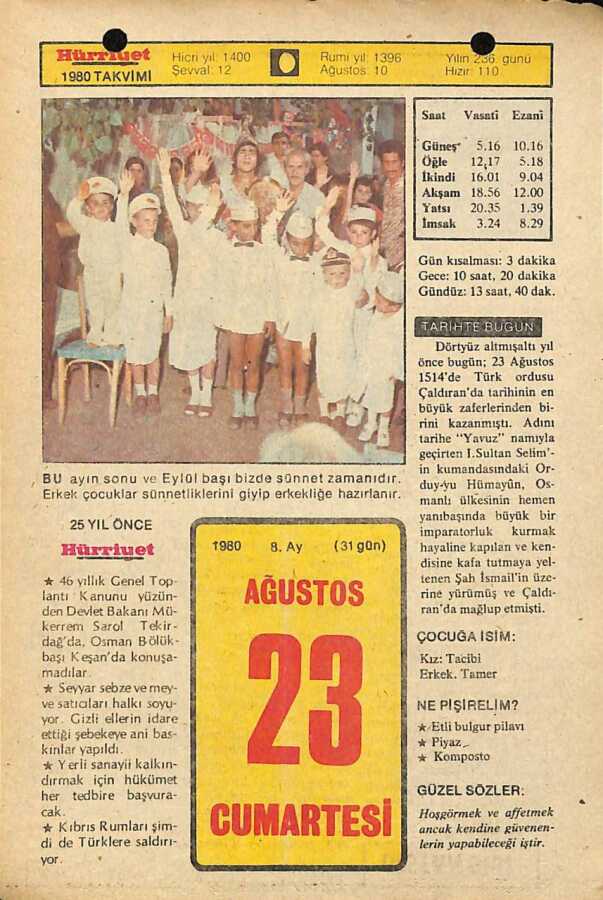 Hürriyet
1980 TAKVİMİ
Hicri yıl: 1400
Şevval: 12
Rumi yıl: 1396
Ağustos: 10
Yılın 236. günü
Hızır: 110
Saat Vasatî Ezanî
Güneş 5.16 10.16
Öğle 12.17 5.18
İkindi 16.01 9.04
Akşam 18.56 12.00
Yatsı 20.35 1.39
İmsak 3.24 8.29
Gün kısalması: 3 dakika
Gece: 10 saat, 20 dakika
Gündüz: 13 saat, 40 dak.
BU ayın sonu ve Eylül başı bizde sünnet zamanıdır.
Erkek çocuklar sünnetliklerini giyip erkekliğe hazırlanır.
TARİHTE BUGÜN
Dörtyüz altmışaltı yıl
önce bugün; 23 Ağustos
1514'de Türk ordusu
Çaldıran'da tarihinin en
büyük zaferlerinden bi-
rini kazanmıştı. Adını
tarihe "Yavuz" namıyla
geçirten I.Sultan Selim'-
in kumandasındaki Or-
duy-u Hümayûn, Os-
manlı ülkesinin hemen
yanıbaşında büyük bir
imparatorluk kurmak
hayaline kapılan ve ken-
disine kafa tutmaya yel-
tenen Şah İsmail'in üze-
rine yürümüş ve Çaldı-
ran'da mağlup etmişti.
25 YIL ÖNCE
Hürriyet
★ 46 yıllık Genel Top-
lantı Kanunu yüzün-
den Devlet Bakanı Mü-
kerrem Sarol Tekir-
dağ'da, Osman Bölük-
başı Keşan'da konuşa-
madılar.
★ Seyyar sebze ve mey-
ve satıcıları halkı soyu-
yor. Gizli ellerin idare
ettiği şebekeye ani bas-
kınlar yapıldı.
★ Yerli sanayii kalkın-
dırmak için hükümet
her tedbire başvura-
cak.
★ Kıbrıs Rumları şim-
di de Türklere saldırı-
yor.
1980 8. Ay (31 gün)
AĞUSTOS
23
CUMARTESİ
ÇOCUĞA İSİM:
Kız: Tacibi
Erkek. Tamer
NE PİŞİRELİM?
★ Etli bulgur pilavı
★ Piyaz
★ Komposto
GÜZEL SÖZLER:
Hoşgörmek ve affetmek
ancak kendine güvenen-
lerin yapabileceği iştir.